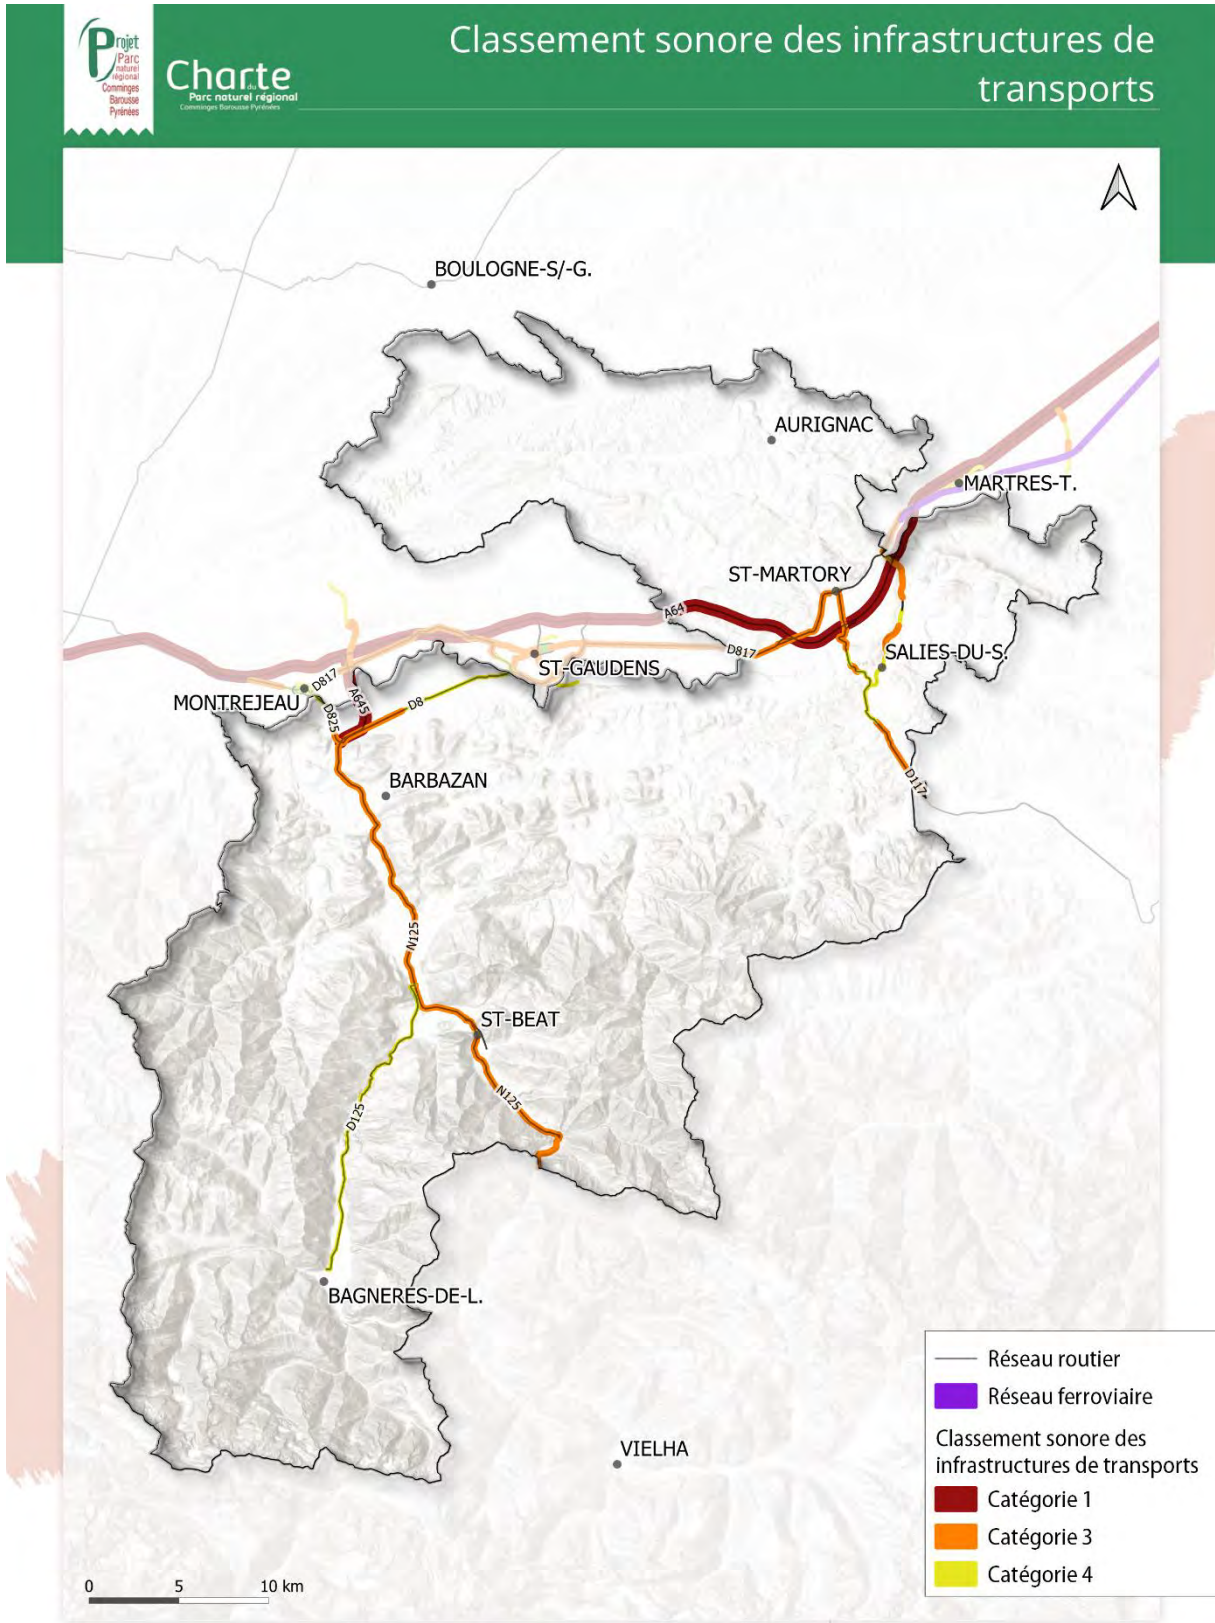 Projet
Parc
naturel
régional
Comminges
Barousse
Pyrénées
Charte
du
Parc naturel régional
Comminges Barousse Pyrénées
Classement sonore des infrastructures de
transports
BOULOGNE-S/-G.
AURIGNAC
MARTRES-T.
ST-MARTORY
A64
D817
ST-GAUDENS
SALIES-DU-S.
D817
MONTREJEAU
A645
D825
D8
D117
BARBAZAN
N125
ST-BEAT
N125
D125
BAGNERES-DE-L.
VIELHA
Réseau routier
Réseau ferroviaire
Classement sonore des
infrastructures de transports
Catégorie 1
Catégorie 3
Catégorie 4
0 5 10 km